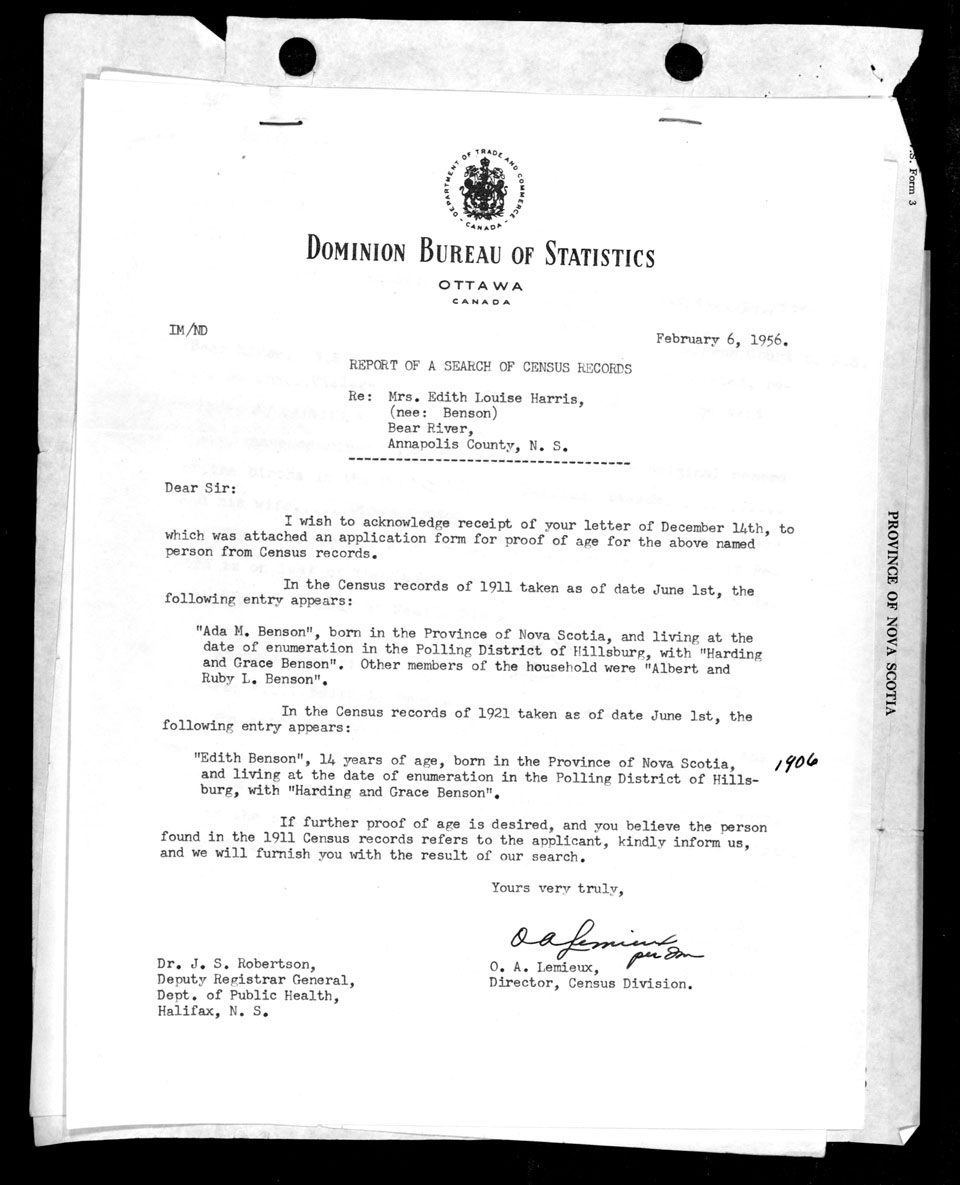 DEPARTMENT OF TRADE AND COMMERCE
- CANADA -
DOMINION BUREAU OF STATISTICS
OTTAWA
CANADA
IM/ND
February 6, 1956.
REPORT OF A SEARCH OF CENSUS RECORDS
Re: Mrs. Edith Louise Harris,
(nee: Benson)
Bear River,
Annapolis County, N. S.
------------------------------------
Dear Sir:
I wish to acknowledge receipt of your letter of December 14th, to
which was attached an application form for proof of age for the above named
person from Census records.
In the Census records of 1911 taken as of date June 1st, the
following entry appears:
"Ada M. Benson", born in the Province of Nova Scotia, and living at the
date of enumeration in the Polling District of Hillsburg, with "Harding
and Grace Benson". Other members of the household were "Albert and
Ruby L. Benson".
In the Census records of 1921 taken as of date June 1st, the
following entry appears:
"Edith Benson", 14 years of age, born in the Province of Nova Scotia, 1906
and living at the date of enumeration in the Polling District of Hills-
burg, with "Harding and Grace Benson".
If further proof of age is desired, and you believe the person
found in the 1911 Census records refers to the applicant, kindly inform us,
and we will furnish you with the result of our search.
Yours very truly,
O A Lemieux
per
O. A. Lemieux,
Director, Census Division.
Dr. J. S. Robertson,
Deputy Registrar General,
Dept. of Public Health,
Halifax, N. S.
S. Form 3
PROVINCE OF NOVA SCOTIA